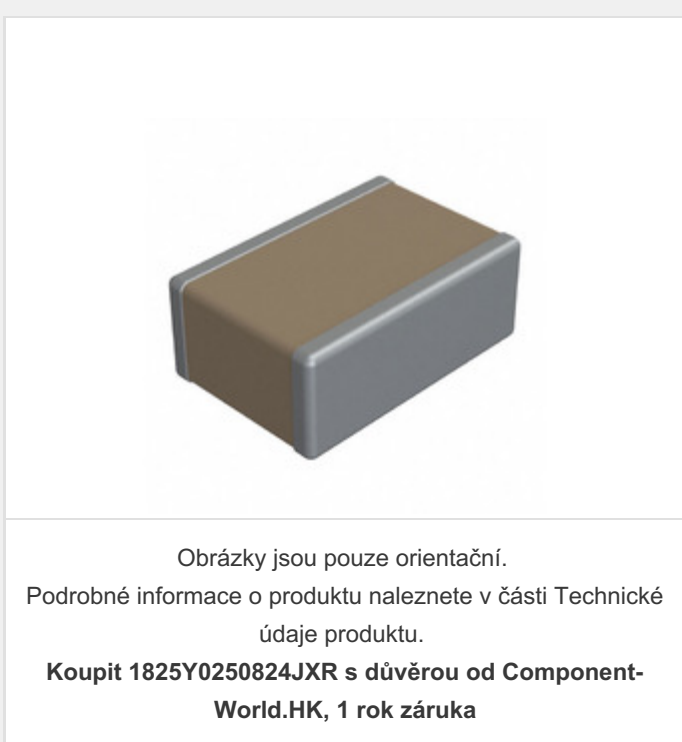 Obrázky jsou pouze orientační.
Podrobné informace o produktu naleznete v části Technické
údaje produktu.
Koupit 1825Y0250824JXR s důvěrou od Component-
World.HK, 1 rok záruka